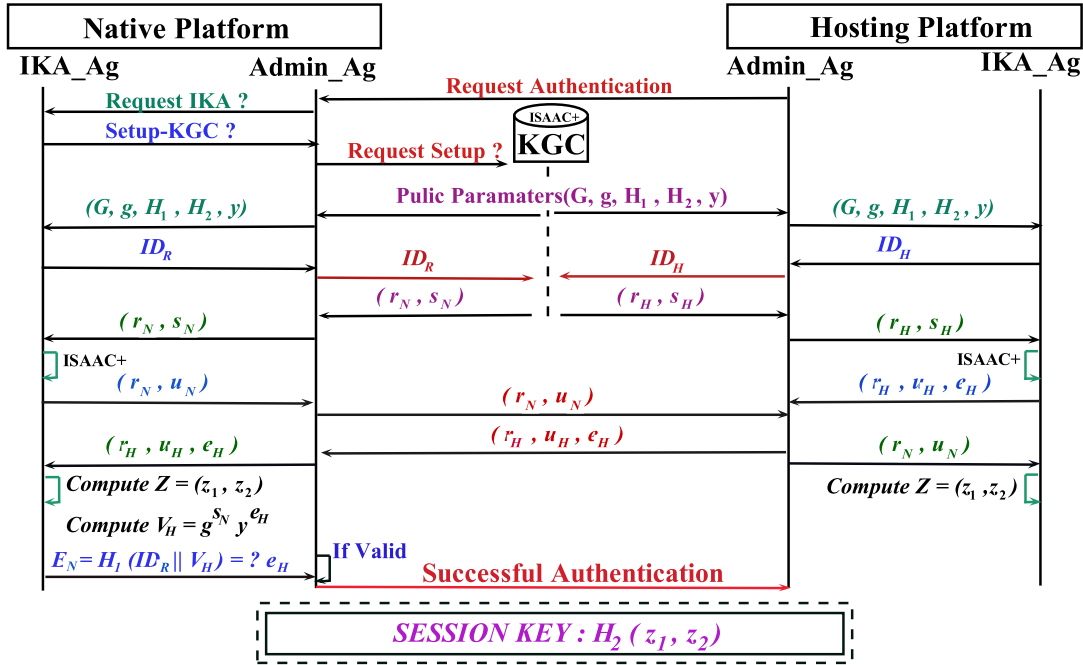 Native Platform
Hosting Platform
IKA_Ag
Admin_Ag
Admin_Ag
IKA_Ag
Request Authentication
Request IKA ?
ISAAC+
KGC
Setup-KGC ?
Request Setup ?
Pulic Paramaters(G, g, H1 , H2 , y)
(G, g, H1 , H2 , y)
(G, g, H1 , H2 , y)
IDR
IDH
IDR
IDH
( rN , sN )
( rH , sH )
( rN , sN )
( rH , sH )
ISAAC+
ISAAC+
( rN , uN )
( rH , uH , eH )
( rN , uN )
( rH , uH , eH )
( rH , uH , eH )
( rN , uN )
Compute Z = (z1 , z2 )
Compute Z = (z1 ,z2 )
Compute VH = g^sN y^eH
EN = H1 (IDR || VH ) = ? eH
If Valid
Successful Authentication
SESSION KEY : H2 ( z1 , z2 )